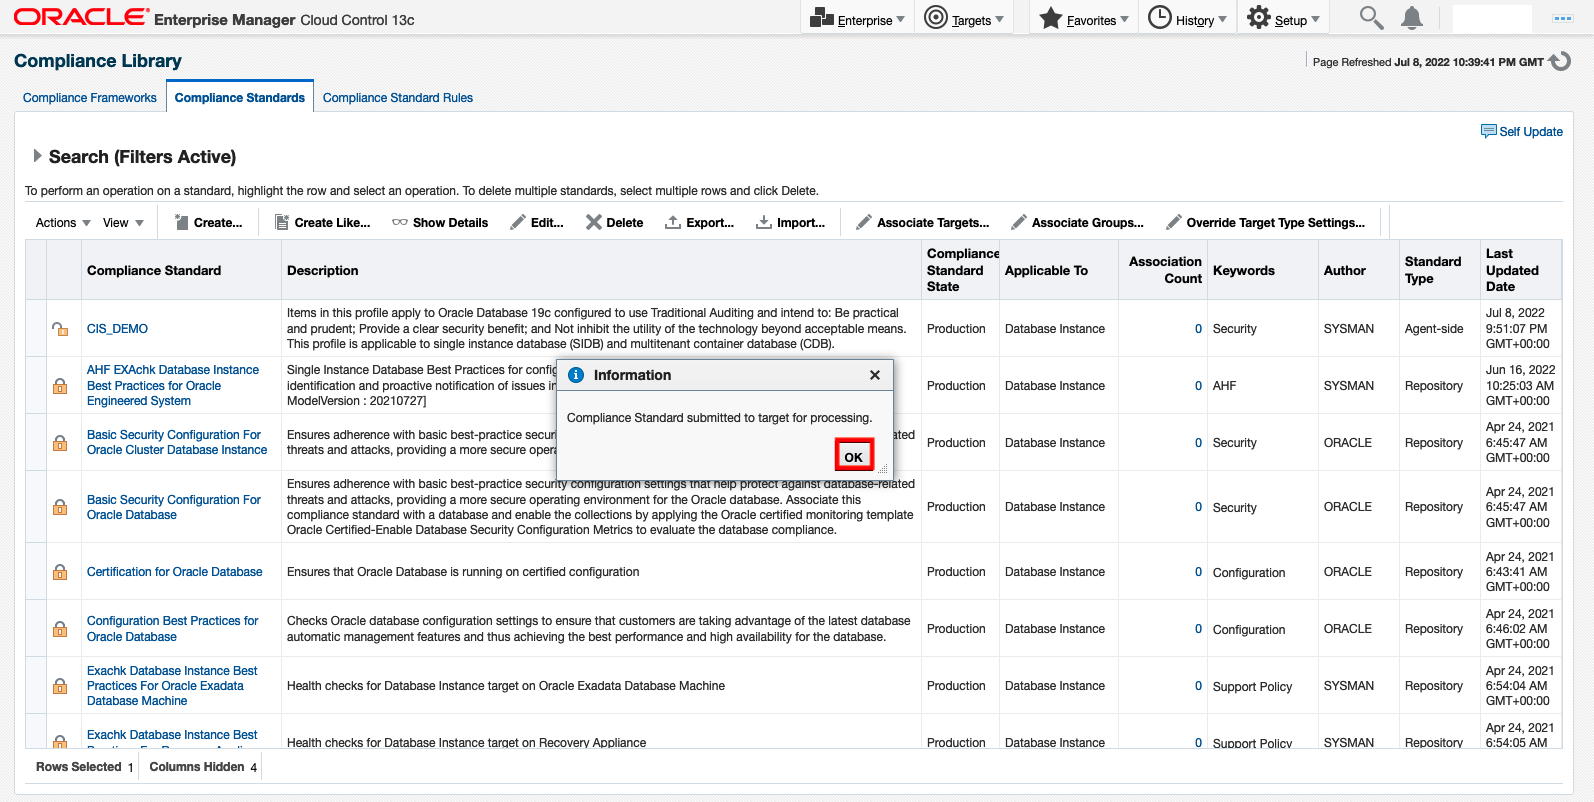 ORACLE Enterprise Manager Cloud Control 13c
Enterprise
Targets
Favorites
History
Setup
Compliance Library
Page Refreshed Jul 8, 2022 10:39:41 PM GMT
Compliance Frameworks
Compliance Standards
Compliance Standard Rules
Self Update
Search (Filters Active)
To perform an operation on a standard, highlight the row and select an operation. To delete multiple standards, select multiple rows and click Delete.
Actions
View
Create...
Create Like...
Show Details
Edit...
Delete
Export...
Import...
Associate Targets...
Associate Groups...
Override Target Type Settings...
Compliance Standard
Description
Compliance
Standard
State
Applicable To
Association
Count
Keywords
Author
Standard
Type
Last
Updated
Date
CIS_DEMO
Items in this profile apply to Oracle Database 19c configured to use Traditional Auditing and intend to: Be practical
and prudent; Provide a clear security benefit; and Not inhibit the utility of the technology beyond acceptable means.
This profile is applicable to single instance database (SIDB) and multitenant container database (CDB).
Production
Database Instance
0
Security
SYSMAN
Agent-side
Jul 8, 2022
9:51:07 PM
GMT+00:00
AHF EXAchk Database Instance
Best Practices for Oracle
Engineered System
Single Instance Database Best Practices for config
identification and proactive notification of issues in
ModelVersion : 20210727]
Production
Database Instance
0
AHF
SYSMAN
Repository
Jun 16, 2022
10:25:03 AM
GMT+00:00
Information
Compliance Standard submitted to target for processing.
OK
Basic Security Configuration For
Oracle Cluster Database Instance
Ensures adherence with basic best-practice securi
ated
threats and attacks, providing a more secure opera
Production
Database Instance
0
Security
ORACLE
Repository
Apr 24, 2021
6:45:47 AM
GMT+00:00
Basic Security Configuration For
Oracle Database
Ensures adherence with basic best-practice security configuration settings that help protect against database-related
threats and attacks, providing a more secure operating environment for the Oracle database. Associate this
compliance standard with a database and enable the collections by applying the Oracle certified monitoring template
Oracle Certified-Enable Database Security Configuration Metrics to evaluate the database compliance.
Production
Database Instance
0
Security
ORACLE
Repository
Apr 24, 2021
6:45:47 AM
GMT+00:00
Certification for Oracle Database
Ensures that Oracle Database is running on certified configuration
Production
Database Instance
0
Configuration
ORACLE
Repository
Apr 24, 2021
6:43:41 AM
GMT+00:00
Configuration Best Practices for
Oracle Database
Checks Oracle database configuration settings to ensure that customers are taking advantage of the latest database
automatic management features and thus achieving the best performance and high availability for the database.
Production
Database Instance
0
Configuration
ORACLE
Repository
Apr 24, 2021
6:46:02 AM
GMT+00:00
Exachk Database Instance Best
Practices For Oracle Exadata
Database Machine
Health checks for Database Instance target on Oracle Exadata Database Machine
Production
Database Instance
0
Support Policy
SYSMAN
Repository
Apr 24, 2021
6:54:04 AM
GMT+00:00
Exachk Database Instance Best
Health checks for Database Instance target on Recovery Appliance
Production
Database Instance
0
Support Policy
SYSMAN
Repository
Apr 24, 2021
6:54:05 AM
Rows Selected 1
Columns Hidden 4